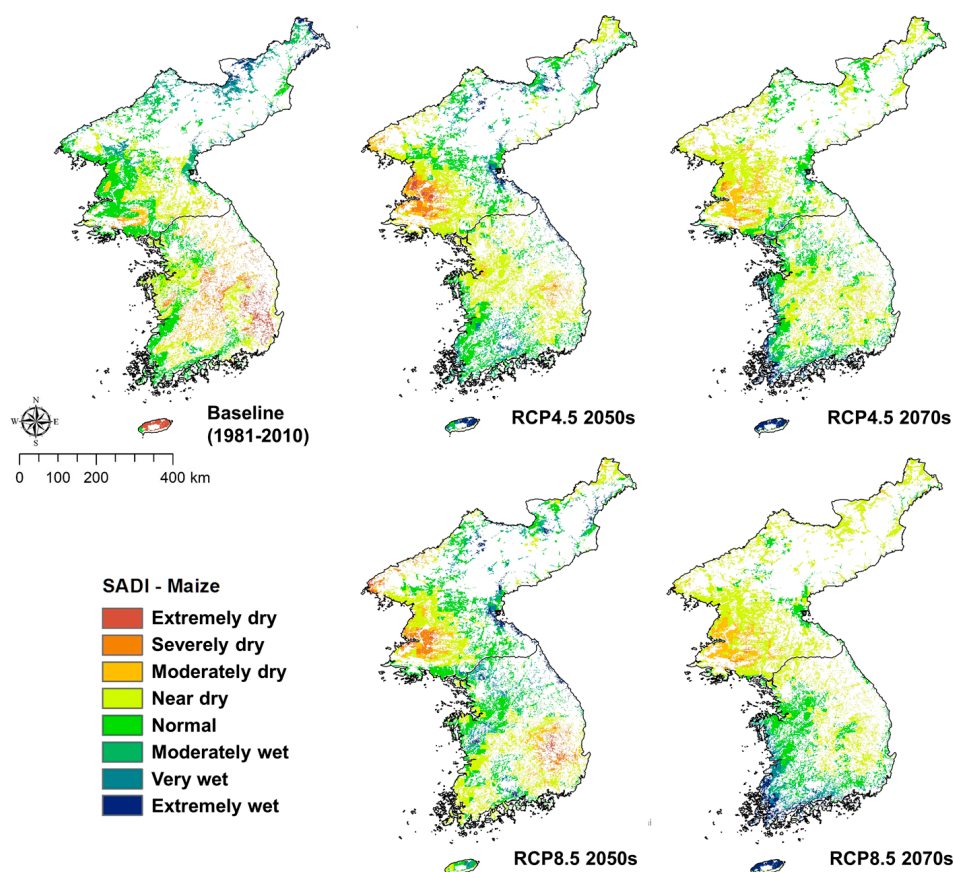 Baseline
(1981-2010)
RCP4.5 2050s
RCP4.5 2070s
N
W
E
S
0 100 200 400 km
SADI - Maize
Extremely dry
Severely dry
Moderately dry
Near dry
Normal
Moderately wet
Very wet
Extremely wet
RCP8.5 2050s
RCP8.5 2070s